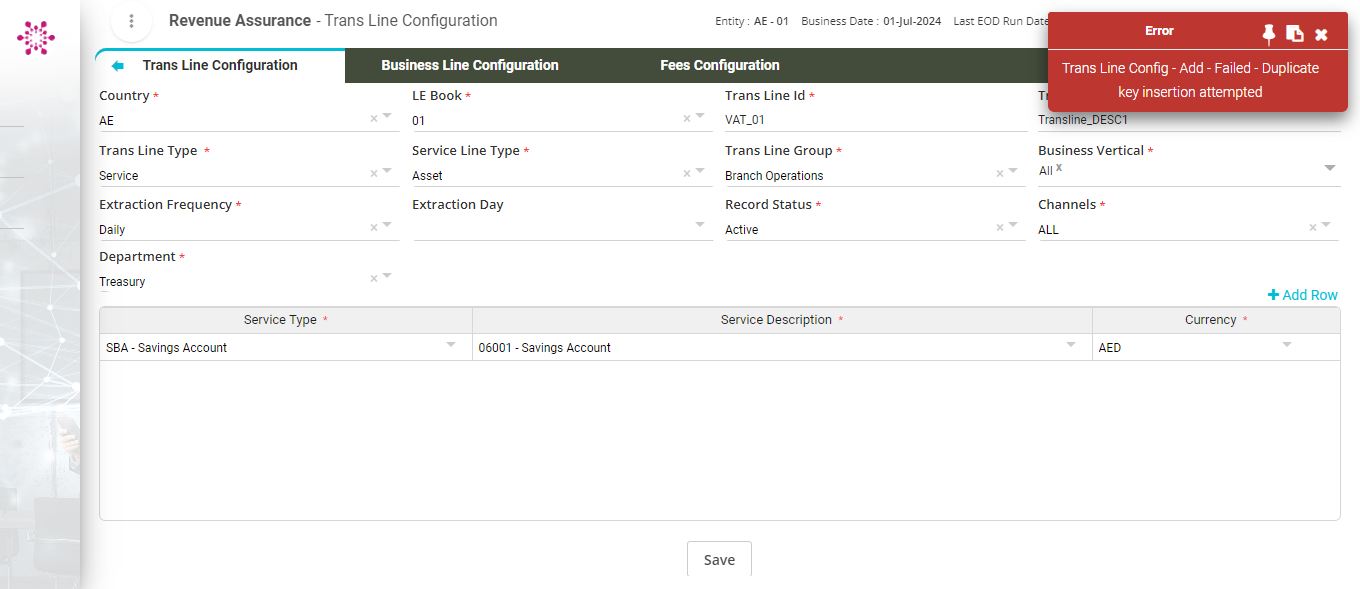 Revenue Assurance - Trans Line Configuration
Entity : AE - 01 Business Date : 01-Jul-2024 Last EOD Run Date
Error
Trans Line Config - Add - Failed - Duplicate
key insertion attempted
Trans Line Configuration
Business Line Configuration
Fees Configuration
Country *
LE Book *
Trans Line Id *
AE
01
VAT_01
Transline_DESC1
Trans Line Type *
Service Line Type *
Trans Line Group *
Business Vertical *
Service
Asset
Branch Operations
All x
Extraction Frequency *
Extraction Day
Record Status *
Channels *
Daily
Active
ALL
Department *
Treasury
+ Add Row
Service Type *
Service Description *
Currency *
SBA - Savings Account
06001 - Savings Account
AED
Save